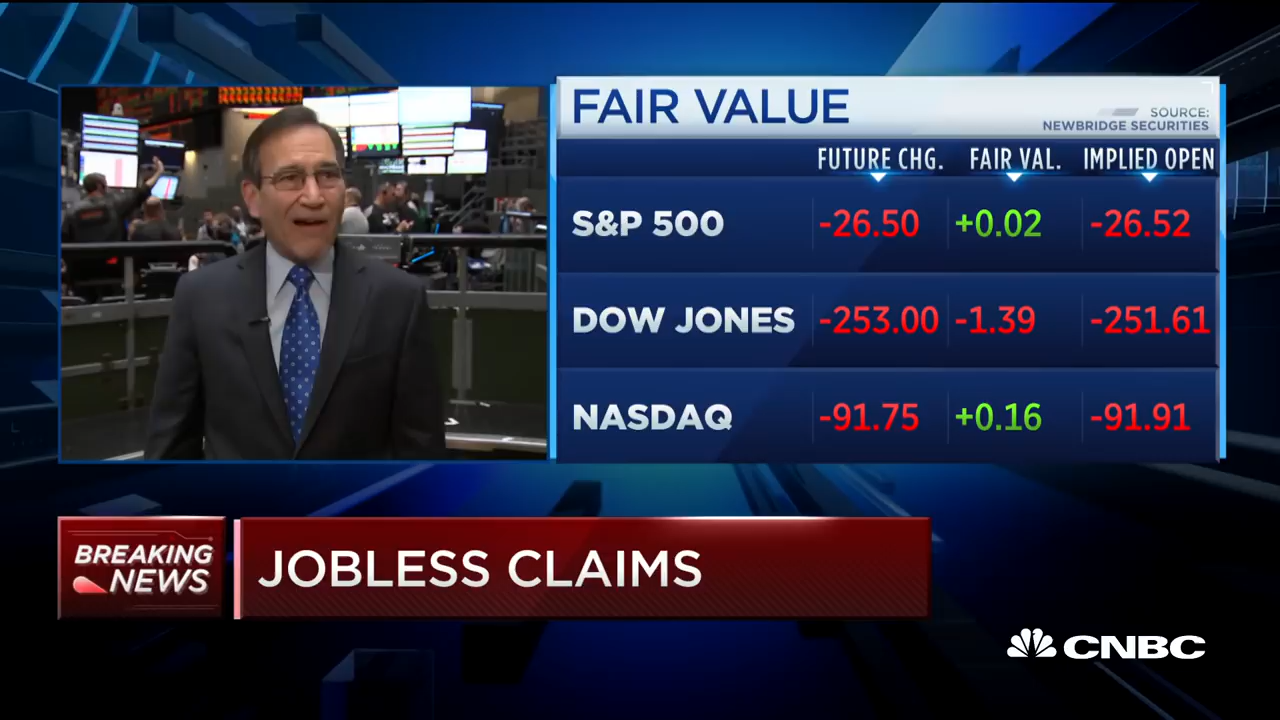 FAIR VALUE
SOURCE:
NEWBRIDGE SECURITIES
FUTURE CHG. FAIR VAL. IMPLIED OPEN
S&P 500 -26.50 +0.02 -26.52
DOW JONES -253.00 -1.39 -251.61
NASDAQ -91.75 +0.16 -91.91
BREAKING
NEWS
JOBLESS CLAIMS
CNBC